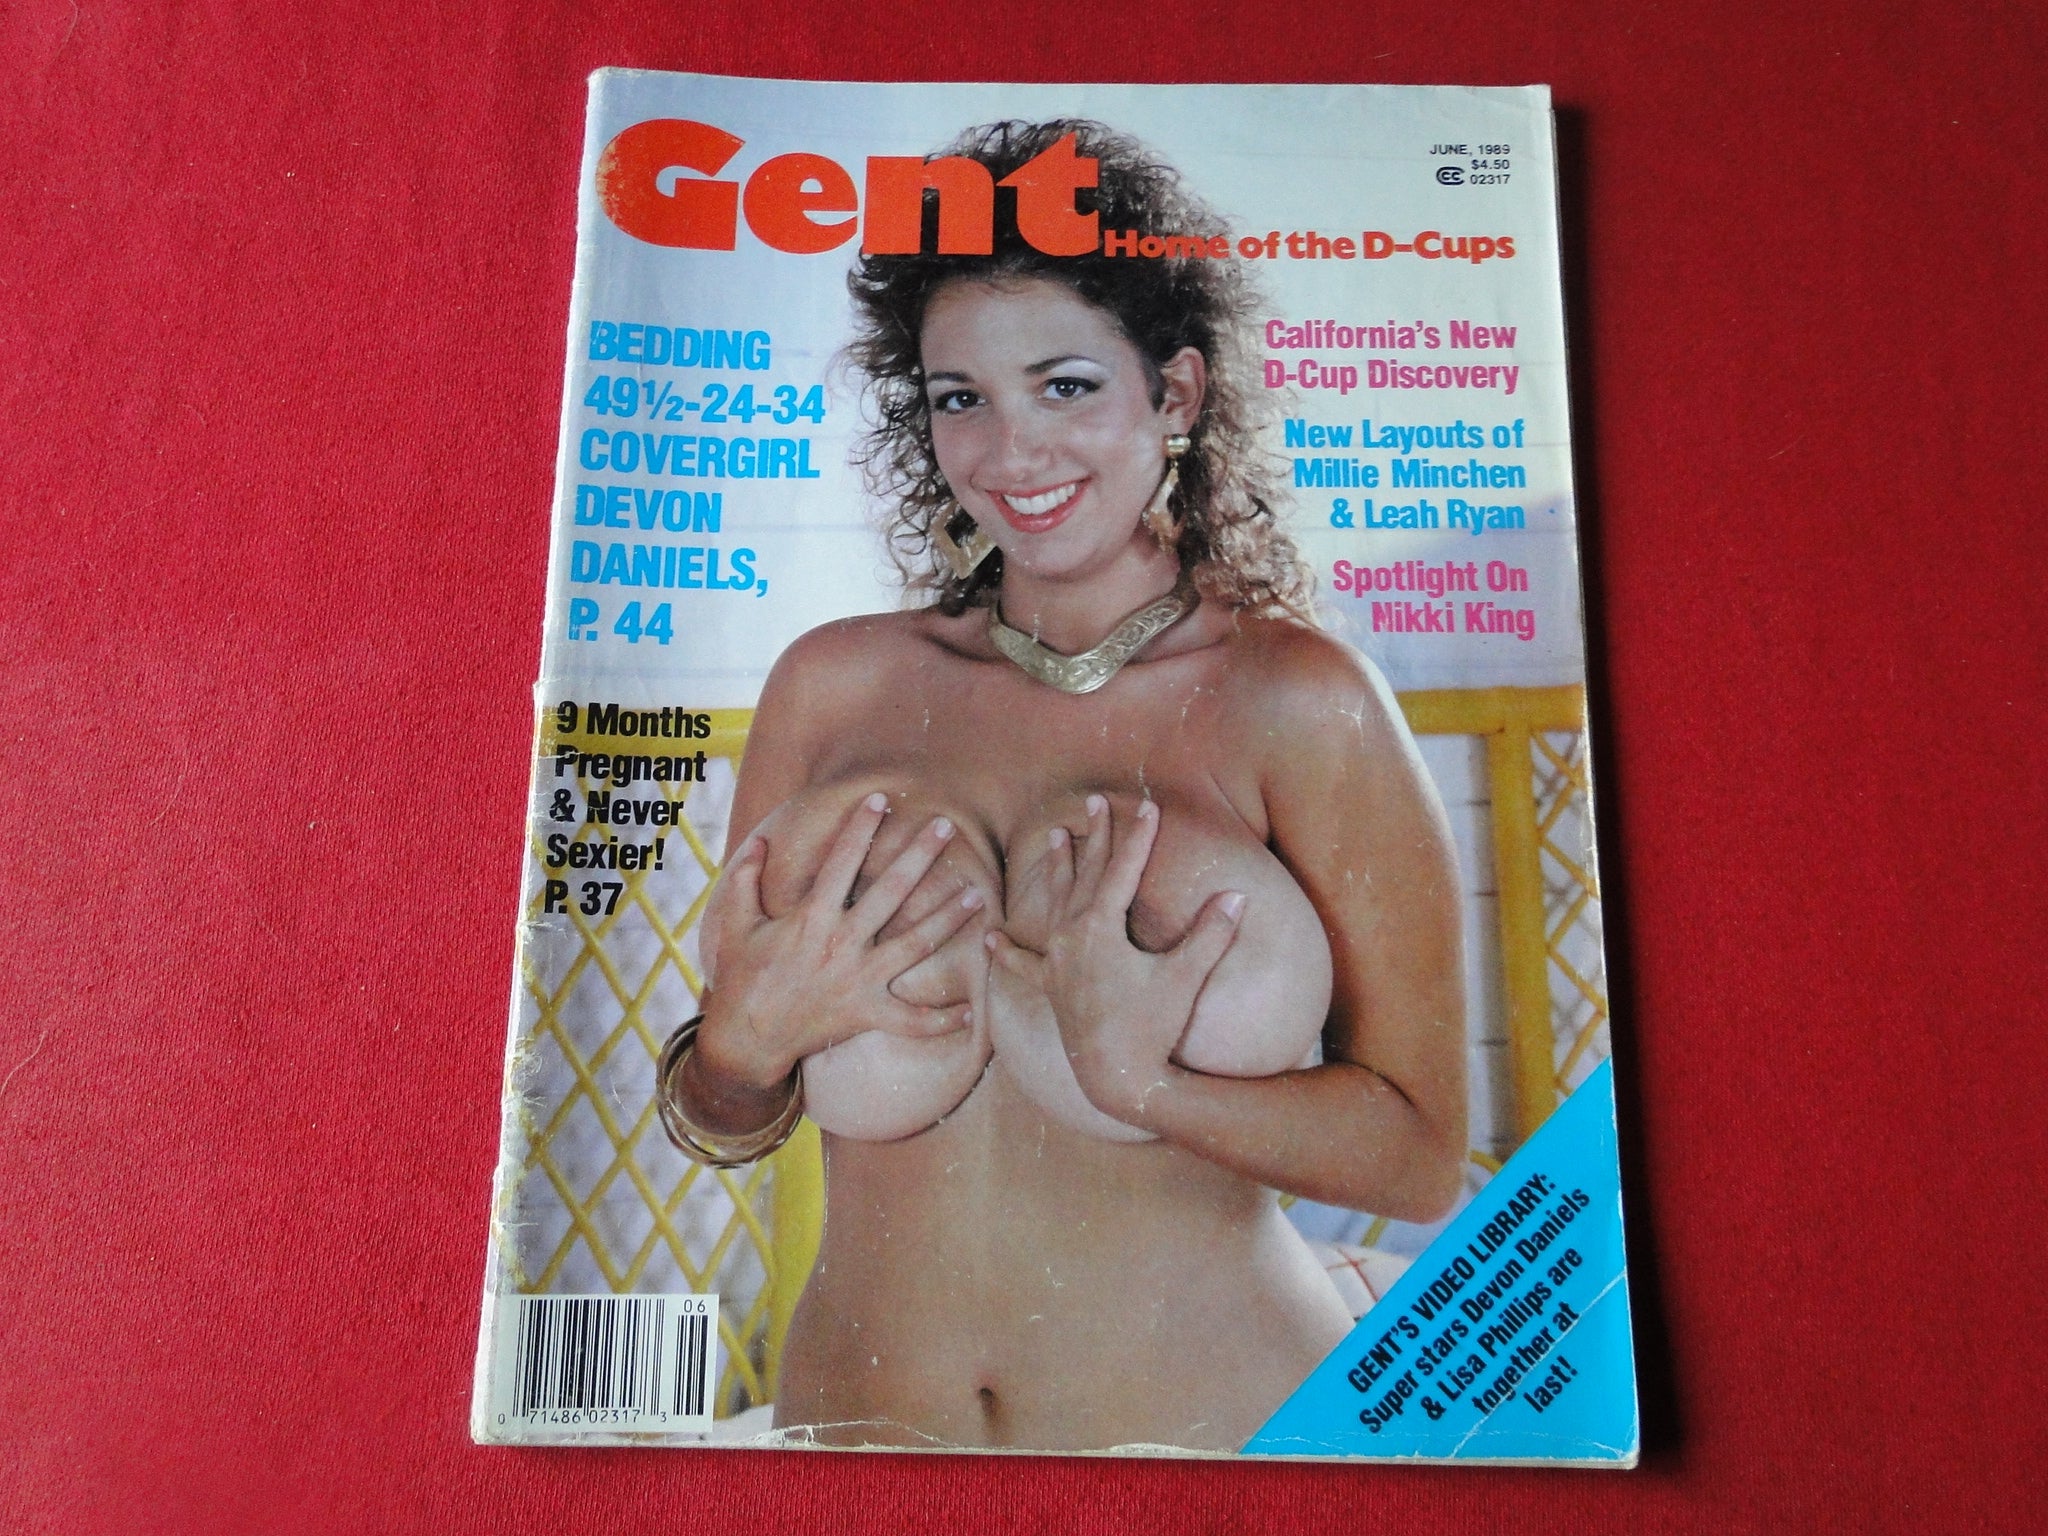 Gent
Home of the D-Cups
JUNE, 1989
$4.50
CC 02317
BEDDING
49½-24-34
COVERGIRL
DEVON
DANIELS,
P. 44
California's New
D-Cup Discovery
New Layouts of
Millie Minchen
& Leah Ryan
Spotlight On
Nikki King
9 Months
Pregnant
& Never
Sexier!
P. 37
GENT'S VIDEO LIBRARY:
Super stars Devon Daniels
& Lisa Phillips are
together at
last!
06
0 71486 02317 3